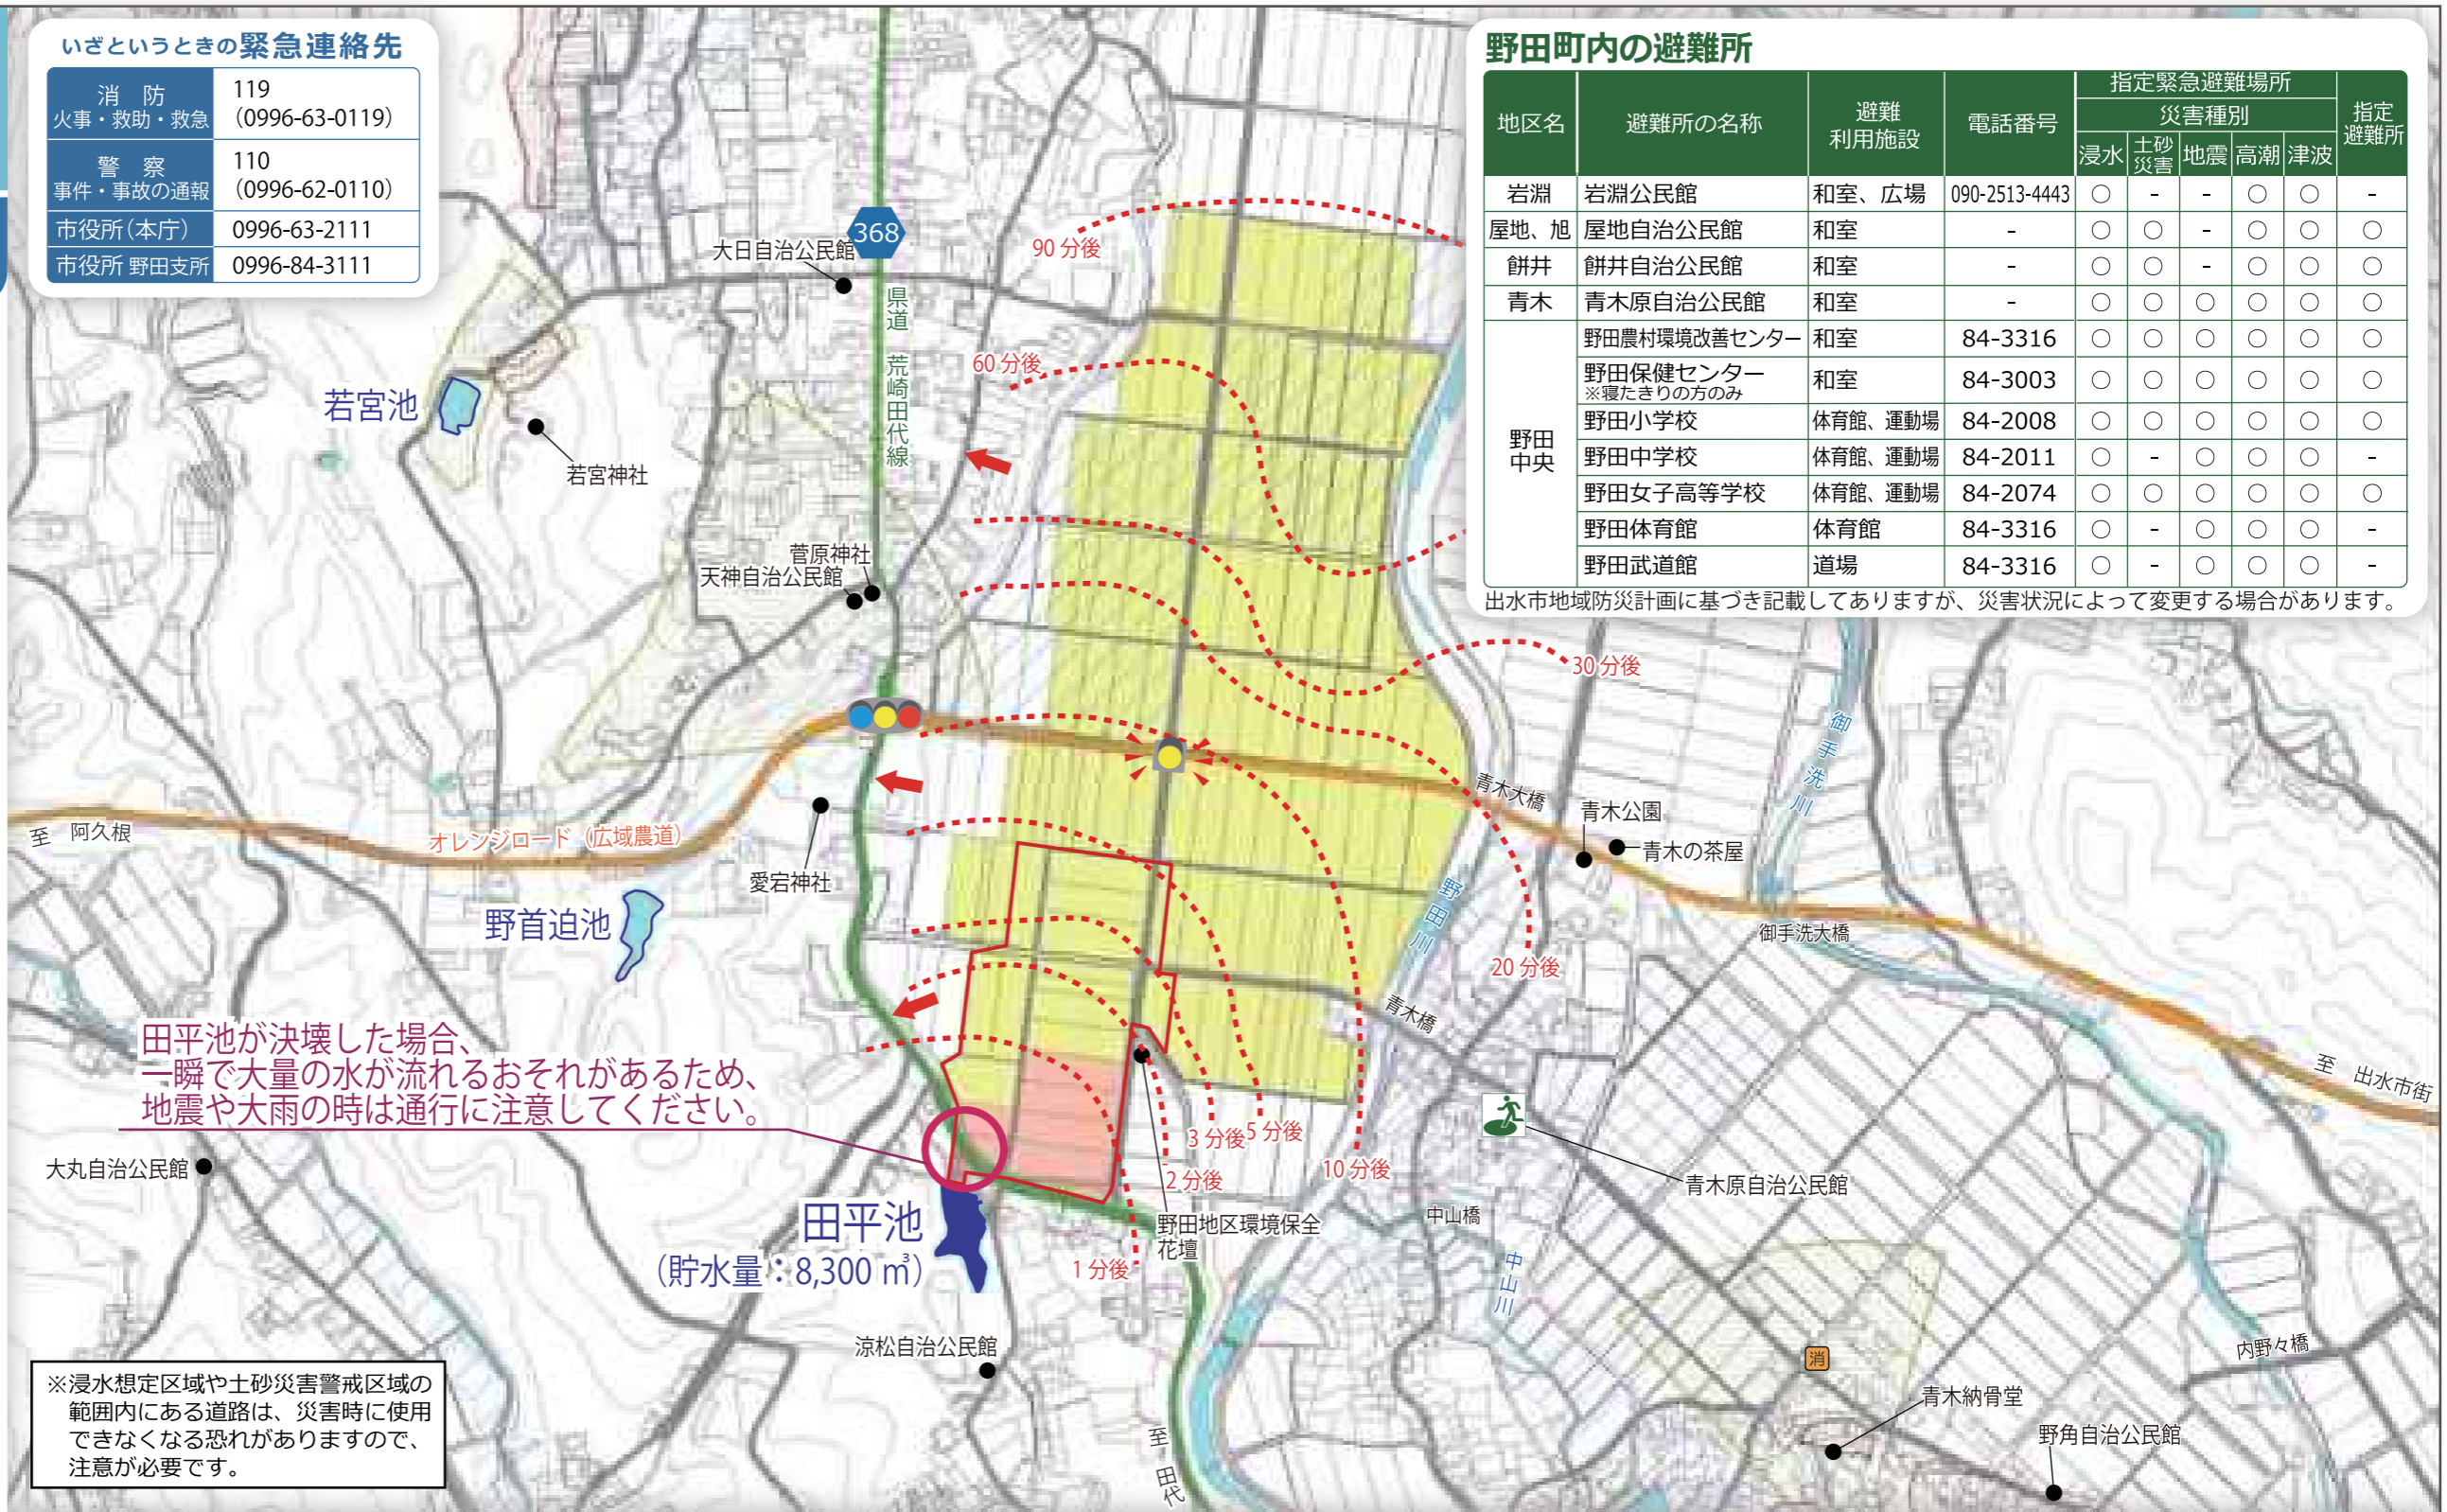 いざというときの緊急連絡先
消 防
火事・救助・救急
119
(0996-63-0119)
警 察
事件・事故の通報
110
(0996-62-0110)
市役所(本庁) 0996-63-2111
市役所 野田支所 0996-84-3111
野田町内の避難所
地区名 避難所の名称 避難利用施設 電話番号 指定緊急避難場所 災害種別 浸水 土砂災害 地震 高潮 津波 指定避難所
岩淵 岩淵公民館 和室、広場 090-2513-4443 ○ - - ○ ○ -
屋地、旭 屋地自治公民館 和室 - ○ ○ - ○ ○ ○
餅井 餅井自治公民館 和室 - ○ ○ - ○ ○ ○
青木 青木原自治公民館 和室 - ○ ○ ○ ○ ○ ○
野田中央 野田農村環境改善センター 和室 84-3316 ○ ○ ○ ○ ○ ○
野田保健センター ※寝たきりの方のみ 和室 84-3003 ○ ○ ○ ○ ○ ○
野田小学校 体育館、運動場 84-2008 ○ ○ ○ ○ ○ ○
野田中学校 体育館、運動場 84-2011 ○ - ○ ○ ○ -
野田女子高等学校 体育館、運動場 84-2074 ○ ○ ○ ○ ○ ○
野田体育館 体育館 84-3316 ○ - ○ ○ ○ -
野田武道館 道場 84-3316 ○ - ○ ○ ○ -
出水市地域防災計画に基づき記載してありますが、災害状況によって変更する場合があります。
368
大日自治公民館
90分後
県道 荒崎田代線
60分後
若宮池
若宮神社
菅原神社
天神自治公民館
30分後
御手洗川
青木大橋
青木公園
青木の茶屋
至 阿久根
オレンジロード(広域農道)
愛宕神社
野首迫池
野田川
御手洗大橋
20分後
青木橋
田平池が決壊した場合、
一瞬で大量の水が流れるおそれがあるため、
地震や大雨の時は通行に注意してください。
至 出水市街
3分後
5分後
10分後
2分後
大丸自治公民館
青木原自治公民館
中山橋
田平池
(貯水量:8,300㎥)
野田地区環境保全
花壇
1分後
中山川
涼松自治公民館
消
内野々橋
青木納骨堂
野角自治公民館
至 田代
※浸水想定区域や土砂災害警戒区域の
範囲内にある道路は、災害時に使用
できなくなる恐れがありますので、
注意が必要です。